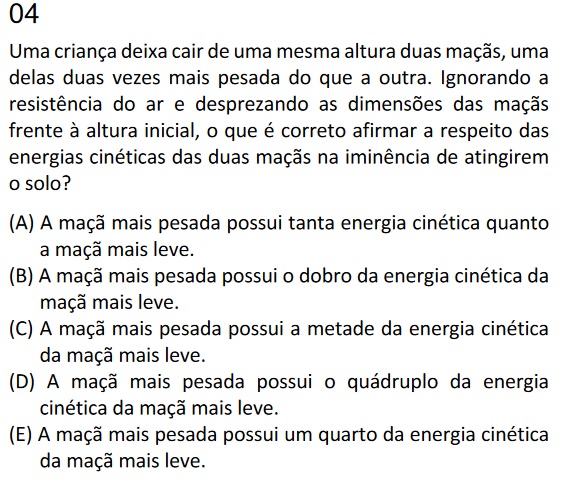 04
Uma criança deixa cair de uma mesma altura duas maçãs, uma
delas duas vezes mais pesada do que a outra. Ignorando a
resistência do ar e desprezando as dimensões das maçãs
frente à altura inicial, o que é correto afirmar a respeito das
energias cinéticas das duas maçãs na iminência de atingirem
o solo?
(A) A maçã mais pesada possui tanta energia cinética quanto
a maçã mais leve.
(B) A maçã mais pesada possui o dobro da energia cinética da
maçã mais leve.
(C) A maçã mais pesada possui a metade da energia cinética
da maçã mais leve.
(D) A maçã mais pesada possui o quádruplo da energia
cinética da maçã mais leve.
(E) A maçã mais pesada possui um quarto da energia cinética
da maçã mais leve.